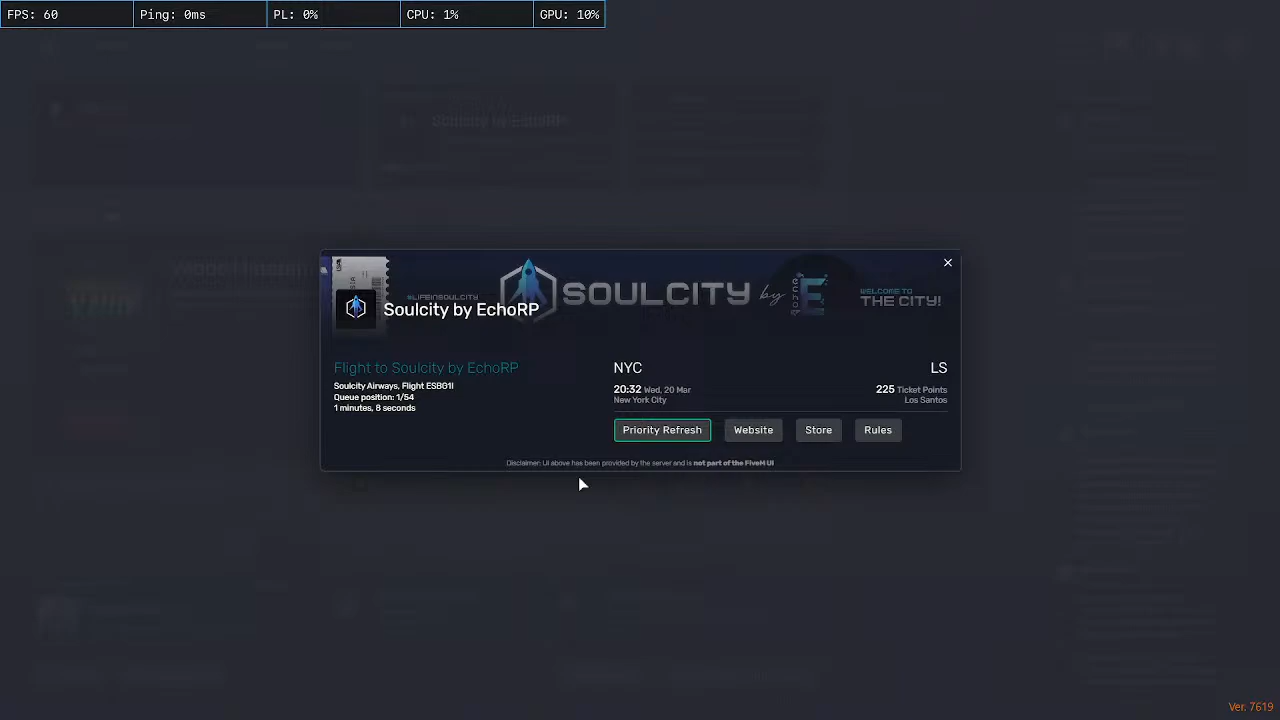 FPS: 60 Ping: 0ms PL: 0% CPU: 1% GPU: 10%
#LIFEINSOULCITY SOULCITY by E WELCOME TO THE CITY!
Soulcity by EchoRP
Flight to Soulcity by EchoRP
Soulcity Airways, Flight ESBG1I
Queue position: 1/54
1 minutes, 8 seconds
NYC LS
20:32 Wed, 20 Mar 225 Ticket Points
New York City Los Santos
Priority Refresh Website Store Rules
Disclaimer: UI above has been provided by the server and is not part of the FiveM UI
Ver. 7619